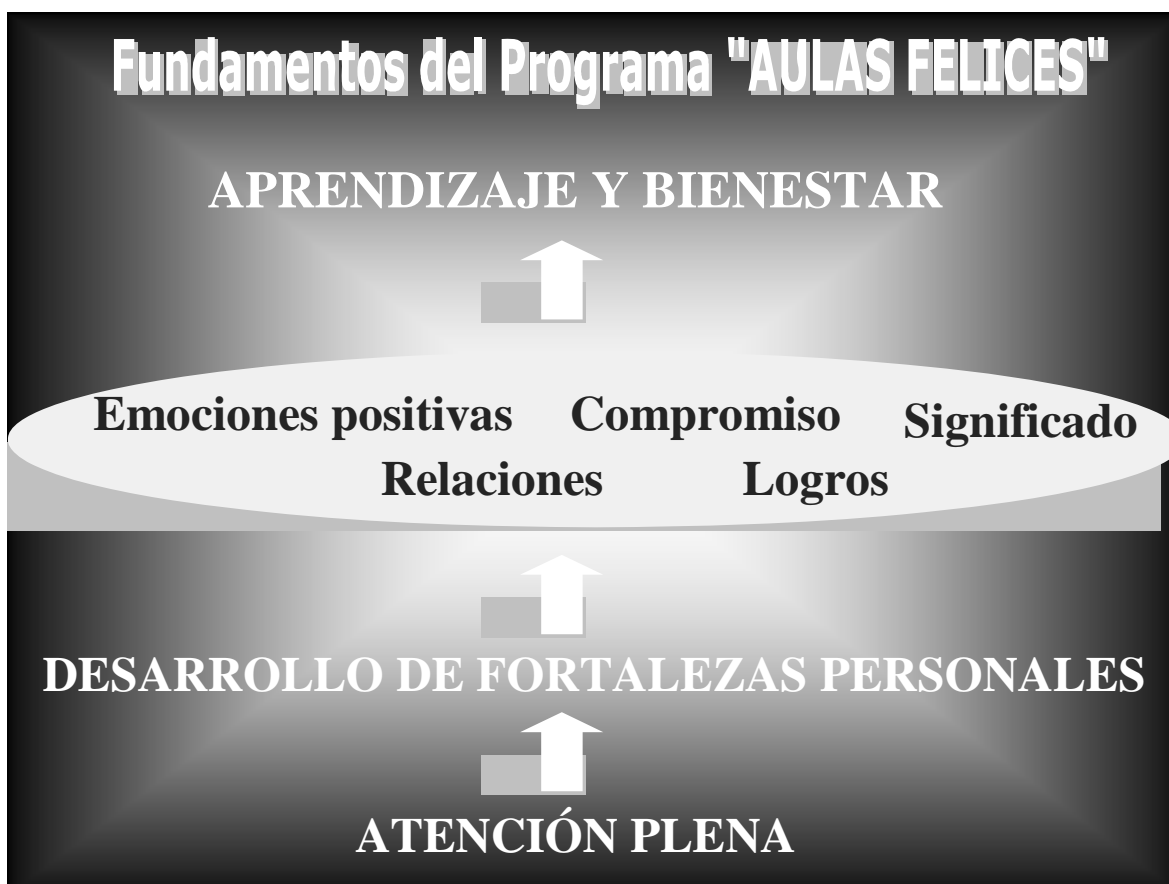 Fundamentos del Programa "AULAS FELICES"
APRENDIZAJE Y BIENESTAR
Emociones positivas Compromiso Significado
Relaciones Logros
DESARROLLO DE FORTALEZAS PERSONALES
ATENCIÓN PLENA